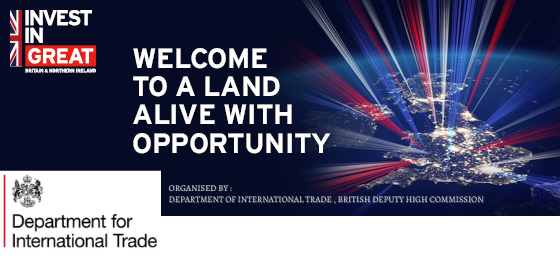 INVEST
IN
GREAT
BRITAIN & NORTHERN IRELAND
WELCOME
TO A LAND
ALIVE WITH
OPPORTUNITY
ORGANISED BY :
DEPARTMENT OF INTERNATIONAL TRADE , BRITISH DEPUTY HIGH COMMISSION
Department for
International Trade